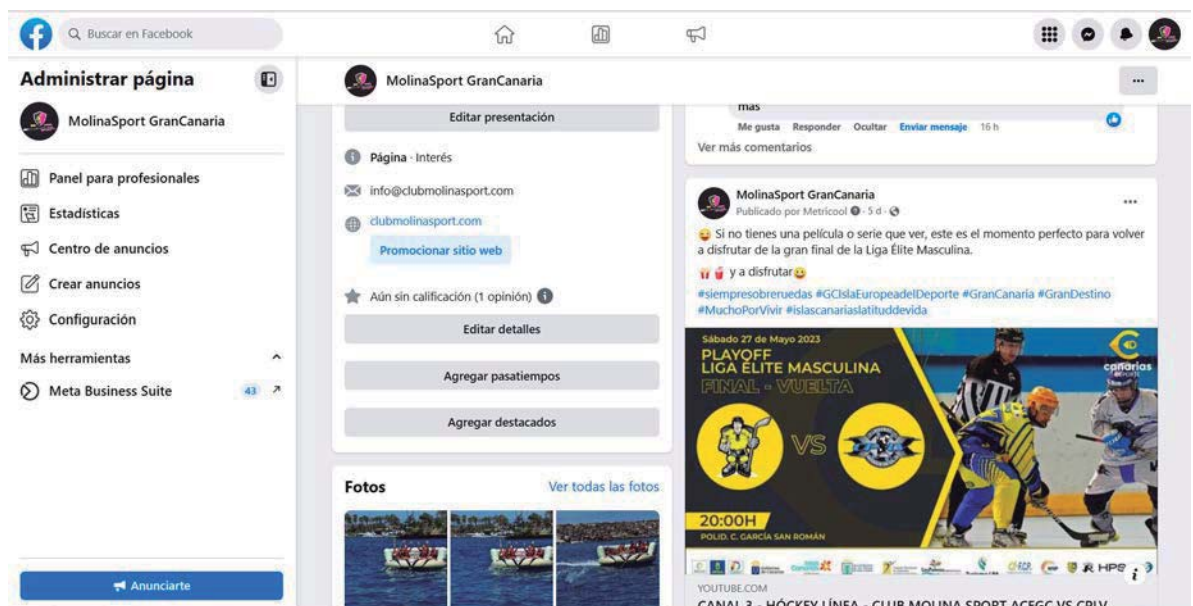 Buscar en Facebook
Administrar página
MolinaSport GranCanaria
Panel para profesionales
Estadísticas
Centro de anuncios
Crear anuncios
Configuración
Más herramientas
Meta Business Suite
43
Anunciarte
MolinaSport GranCanaria
Editar presentación
Página · Interés
info@clubmolinasport.com
clubmolinasport.com
Promocionar sitio web
Aún sin calificación (1 opinión)
Editar detalles
Agregar pasatiempos
Agregar destacados
Fotos
Ver todas las fotos
mas
Me gusta Responder Ocultar Enviar mensaje 16 h
Ver más comentarios
MolinaSport GranCanaria
Publicado por Metricool · 5 d ·
Si no tienes una película o serie que ver, este es el momento perfecto para volver
a disfrutar de la gran final de la Liga Élite Masculina.
y a disfrutar
#siempresobreruedas #GCIslaEuropeadelDeporte #GranCanaria #GranDestino
#MuchoPorVivir #islascanariaslatituddevida
Sábado 27 de Mayo 2023
PLAYOFF
LIGA ÉLITE MASCULINA
FINAL - VUELTA
VS
canarias
DEPORTE
20:00H
POLID. C. GARCÍA SAN ROMÁN
HPS
YOUTUBE.COM
CANAL 3 - HÓCKEY LÍNEA - CLUB MOLINA SPORT ACEGC VS CPLV